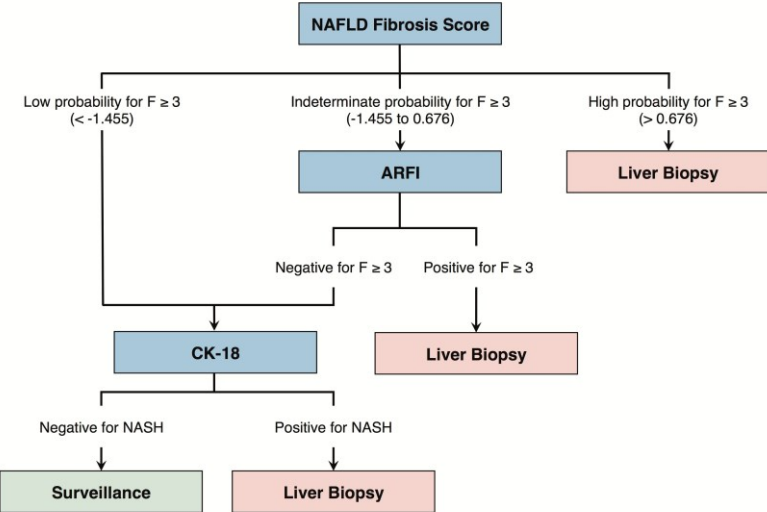 NAFLD Fibrosis Score
Low probability for F ≥ 3
(< -1.455)
Indeterminate probability for F ≥ 3
(-1.455 to 0.676)
High probability for F ≥ 3
(> 0.676)
ARFI
Liver Biopsy
Negative for F ≥ 3
Positive for F ≥ 3
CK-18
Liver Biopsy
Negative for NASH
Positive for NASH
Surveillance
Liver Biopsy